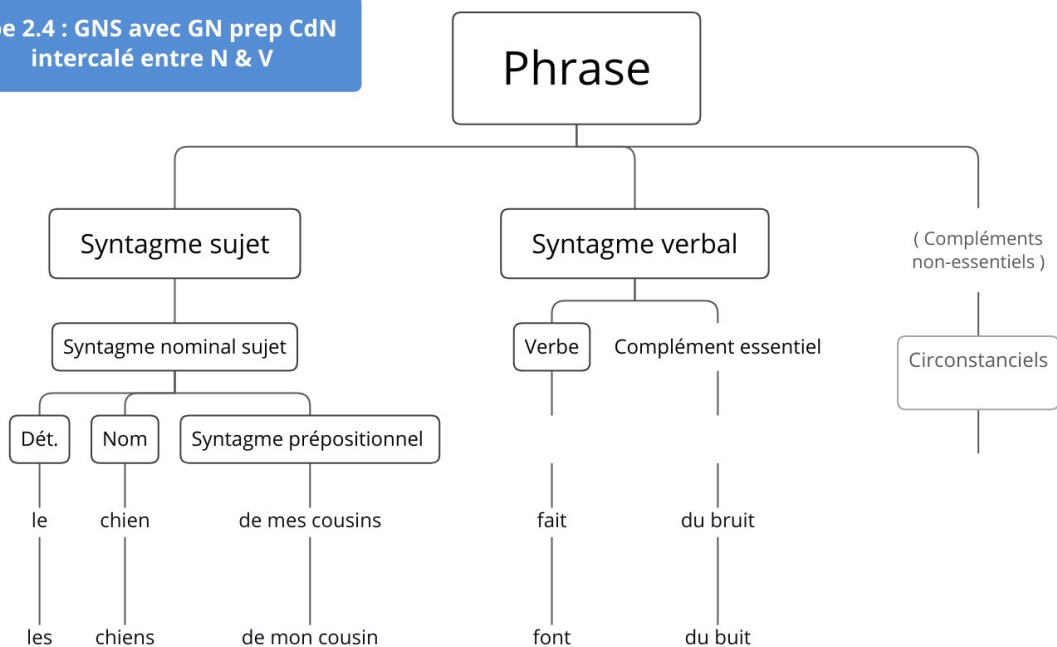 e 2.4 : GNS avec GN prep CdN
intercalé entre N & V
Phrase
Syntagme sujet
Syntagme verbal
( Compléments
non-essentiels )
Syntagme nominal sujet
Verbe
Complément essentiel
Circonstanciels
Dét.
Nom
Syntagme prépositionnel
le
chien
de mes cousins
fait
du bruit
les
chiens
de mon cousin
font
du buit